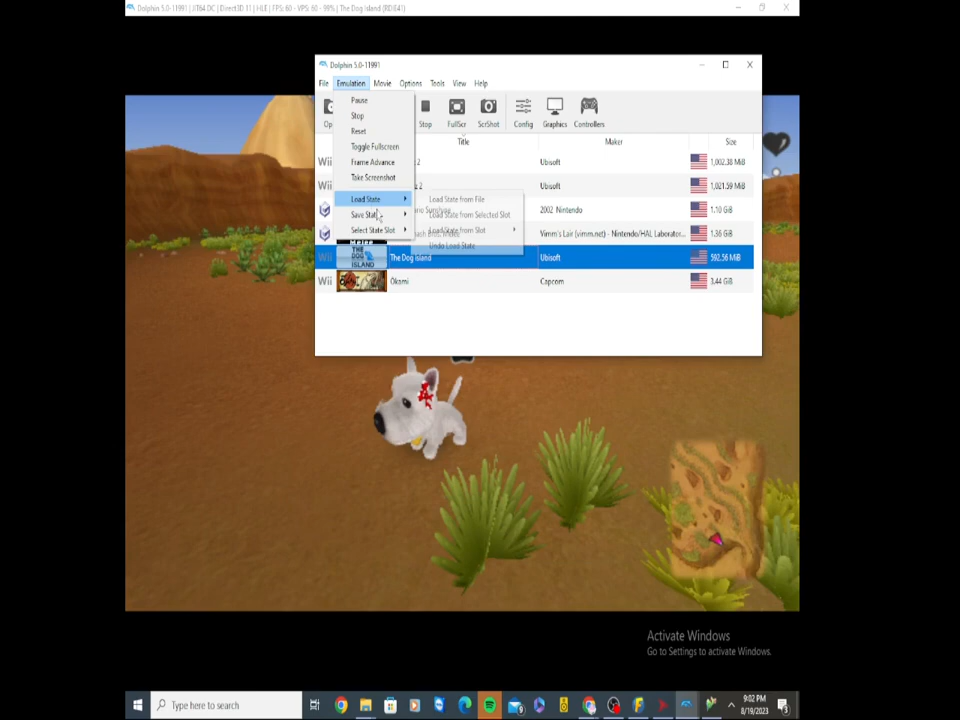 Dolphin 5.0-11991 | JIT64 DC | Direct3D 11 | HLE | FPS: 60 - VPS: 60 - 99% | The Dog Island (RDIE41)
Dolphin 5.0-11991
File Emulation Movie Options Tools View Help
Stop FullScr ScrShot Config Graphics Controllers
Title Maker Size
Pause
Stop
Reset
Toggle Fullscreen
Frame Advance
Take Screenshot
Load State
Save State
Select State Slot
Load State from File
Load State from Selected Slot
Load State from Slot
Undo Load State
Wii 2 Ubisoft 1,002.38 MiB
Wii 2 Ubisoft 1,021.59 MiB
Sunshine 2002 Nintendo 1.10 GiB
Vimm's Lair (vimm.net) - Nintendo/HAL Laborator... 1.36 GiB
Wii THE DOG ISLAND The Dog Island Ubisoft 592.56 MiB
Wii Okami Capcom 3.44 GiB
Activate Windows
Go to Settings to activate Windows.
Type here to search
9:02 PM
8/19/2023